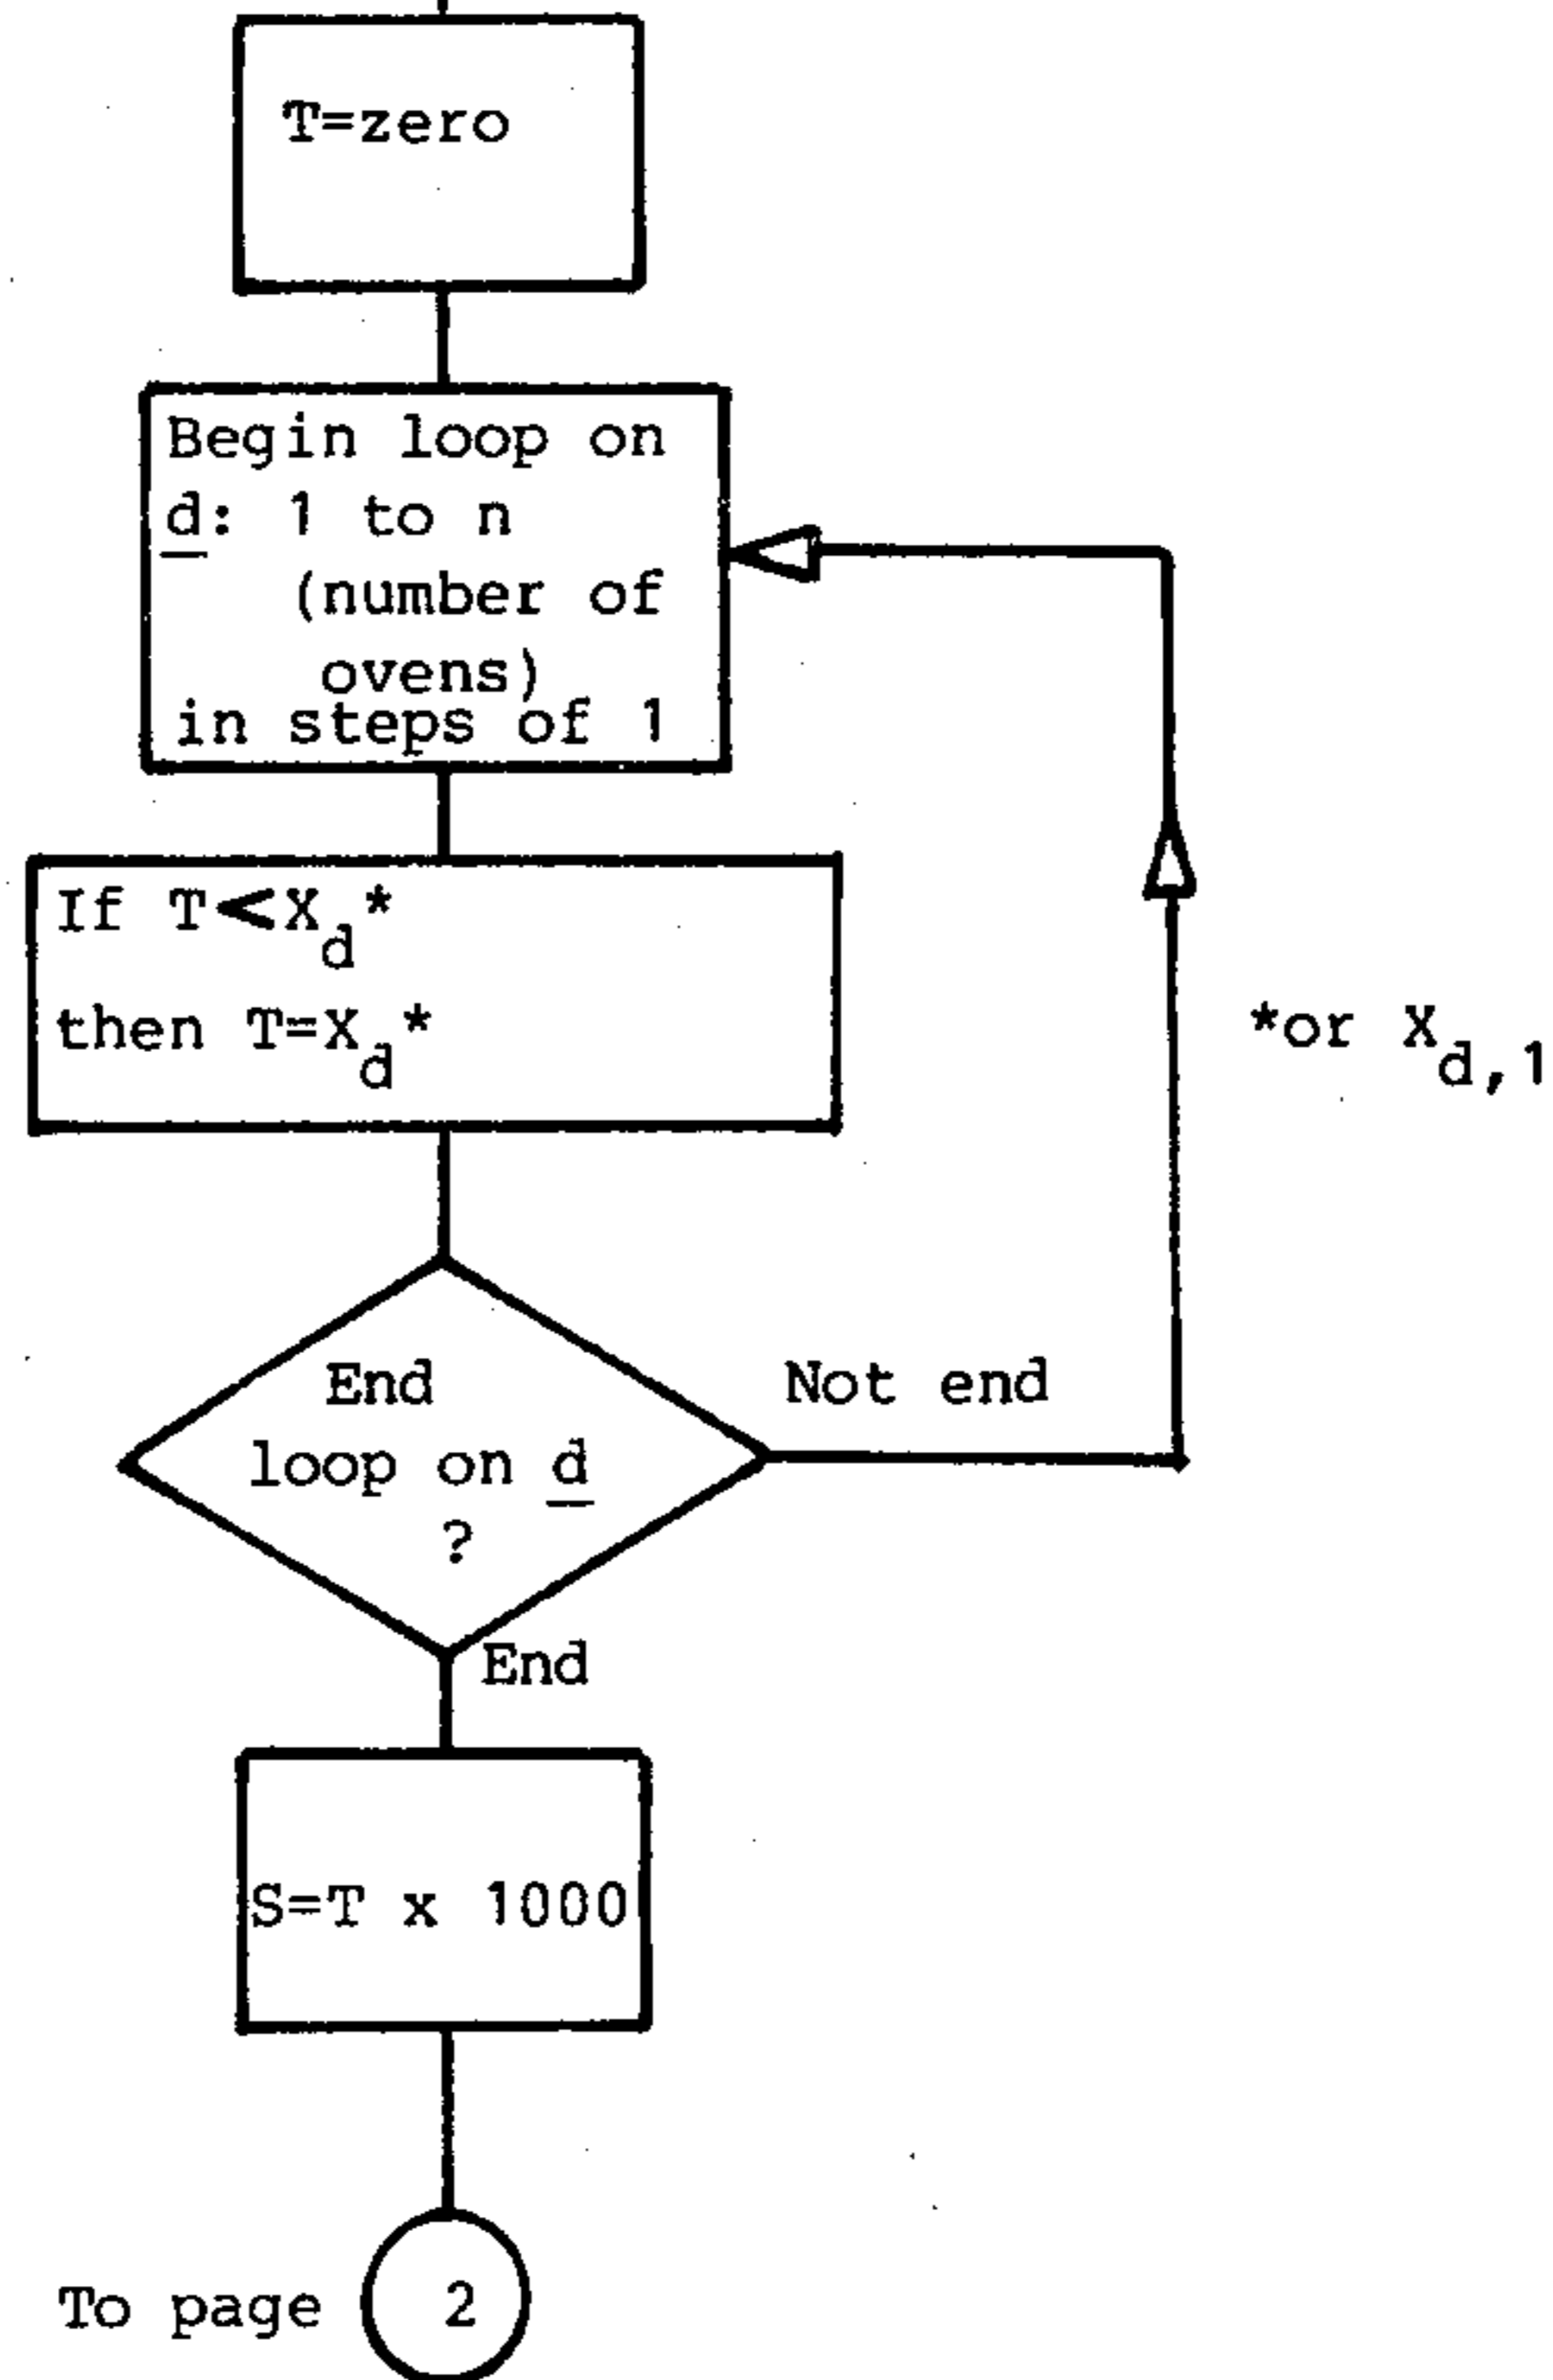 T=zero
Begin loop on
d: 1 to n
(number of
ovens)
in steps of 1
If T<X_d*
then T=X_d*
*or X_d,1
End
loop on d
?
Not end
End
S=T x 1000
To page 2